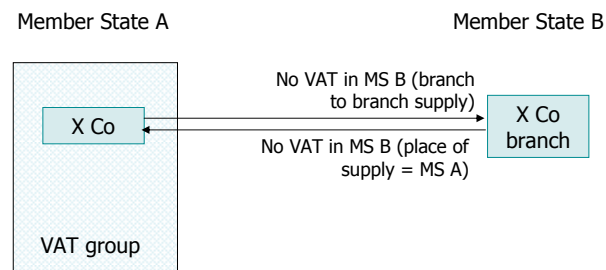 Member State A
Member State B
No VAT in MS B (branch
to branch supply)
X Co
X Co
branch
No VAT in MS B (place of
supply = MS A)
VAT group